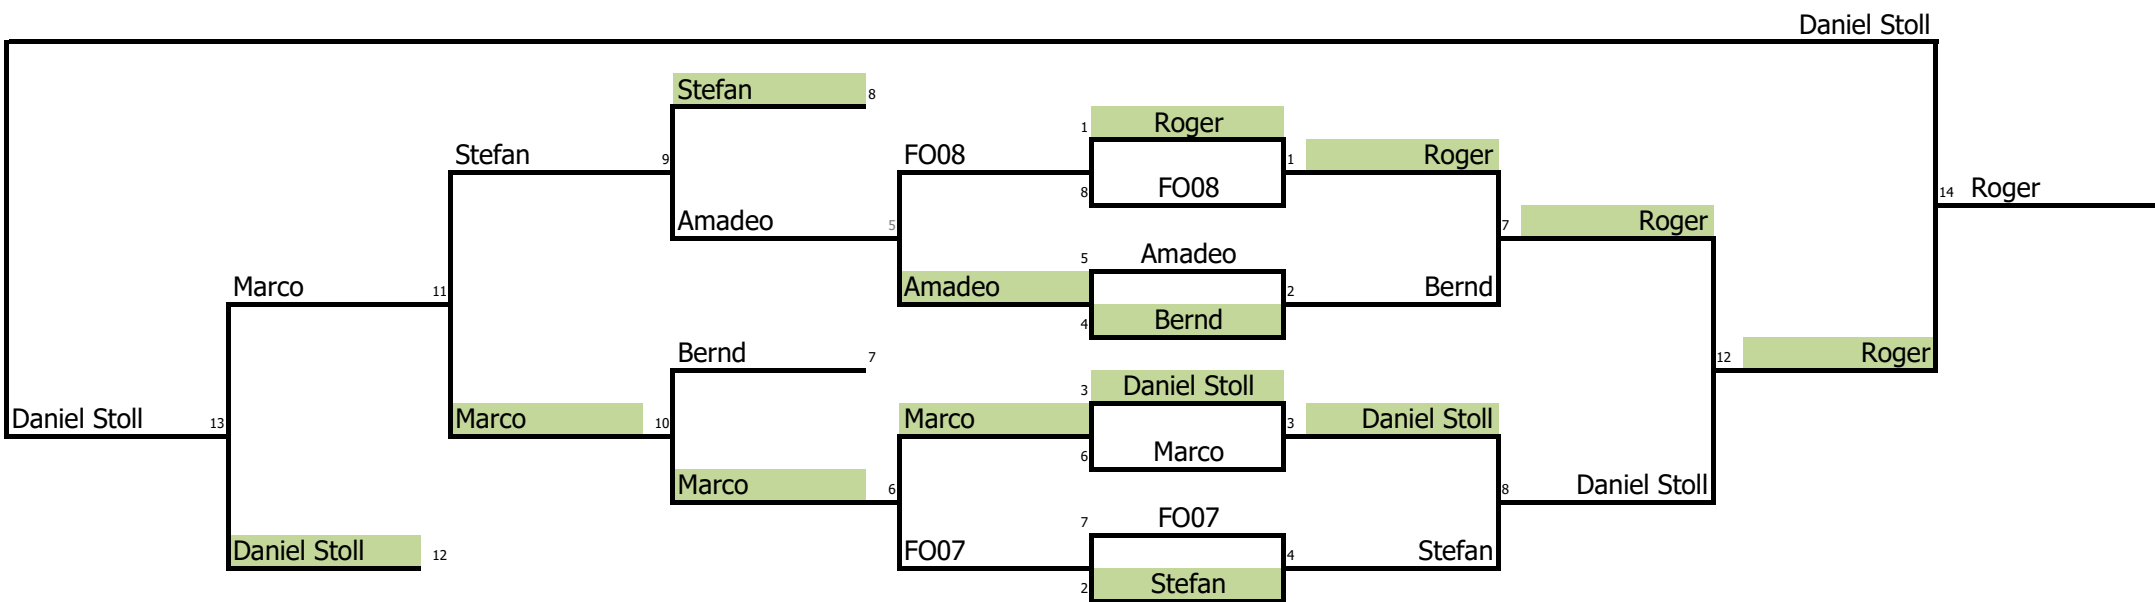 Daniel Stoll
Stefan 8
1 Roger
Stefan 9 FO08 1 Roger
8 FO08 14 Roger
Amadeo 5 7 Roger
5 Amadeo
Marco 11 Amadeo 2 Bernd
4 Bernd
Bernd 7 12 Roger
3 Daniel Stoll
Daniel Stoll 13 Marco 10 Marco 3 Daniel Stoll
6 Marco
Marco 6 8 Daniel Stoll
7 FO07
Daniel Stoll 12 FO07 4 Stefan
2 Stefan